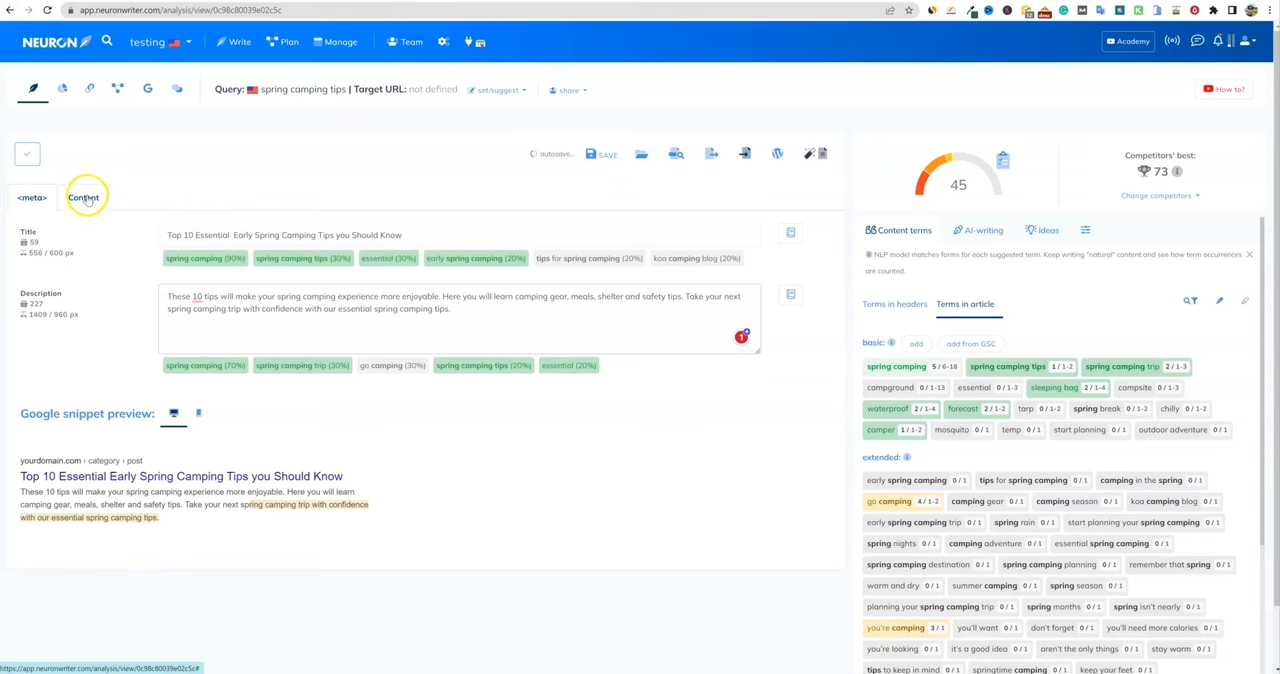 app.neuronwriter.com/analysis/view/0c98c80039e02c5c
NEURON testing Write Plan Manage Team Academy
Query: spring camping tips | Target URL: not defined set/suggest share How to?
autosave... SAVE
<meta> Content
Title
59
556 / 600 px
Top 10 Essential Early Spring Camping Tips you Should Know
spring camping (90%) spring camping tips (30%) essential (30%) early spring camping (20%) tips for spring camping (20%) koa camping blog (20%)
Description
227
1409 / 960 px
These 10 tips will make your spring camping experience more enjoyable. Here you will learn camping gear, meals, shelter and safety tips. Take your next
spring camping trip with confidence with our essential spring camping tips.
1
spring camping (70%) spring camping trip (30%) go camping (30%) spring camping tips (20%) essential (20%)
Google snippet preview:
yourdomain.com › category › post
Top 10 Essential Early Spring Camping Tips you Should Know
These 10 tips will make your spring camping experience more enjoyable. Here you will learn
camping gear, meals, shelter and safety tips. Take your next spring camping trip with confidence
with our essential spring camping tips.
45
Competitors' best:
73
Change competitors
Content terms AI-writing Ideas
NLP model matches forms for each suggested term. Keep writing "natural" content and see how term occurrences
are counted.
Terms in headers Terms in article
basic: add add from GSC
spring camping 5 / 6-18 spring camping tips 1 / 1-2 spring camping trip 2 / 1-3
campground 0 / 1-13 essential 0 / 1-3 sleeping bag 2 / 1-4 campsite 0 / 1-3
waterproof 2 / 1-4 forecast 2 / 1-2 tarp 0 / 1-2 spring break 0 / 1-2 chilly 0 / 1-2
camper 1 / 1-2 mosquito 0 / 1 temp 0 / 1 start planning 0 / 1 outdoor adventure 0 / 1
extended:
early spring camping 0 / 1 tips for spring camping 0 / 1 camping in the spring 0 / 1
go camping 4 / 1-2 camping gear 0 / 1 camping season 0 / 1 koa camping blog 0 / 1
early spring camping trip 0 / 1 spring rain 0 / 1 start planning your spring camping 0 / 1
spring nights 0 / 1 camping adventure 0 / 1 essential spring camping 0 / 1
spring camping destination 0 / 1 spring camping planning 0 / 1 remember that spring 0 / 1
warm and dry 0 / 1 summer camping 0 / 1 spring season 0 / 1
planning your spring camping trip 0 / 1 spring months 0 / 1 spring isn't nearly 0 / 1
you're camping 3 / 1 you'll want 0 / 1 don't forget 0 / 1 you'll need more calories 0 / 1
you're looking 0 / 1 it's a good idea 0 / 1 aren't the only things 0 / 1 stay warm 0 / 1
tips to keep in mind 0 / 1 springtime camping 0 / 1 keep your feet 0 / 1
https://app.neuronwriter.com/analysis/view/0c98c80039e02c5c#